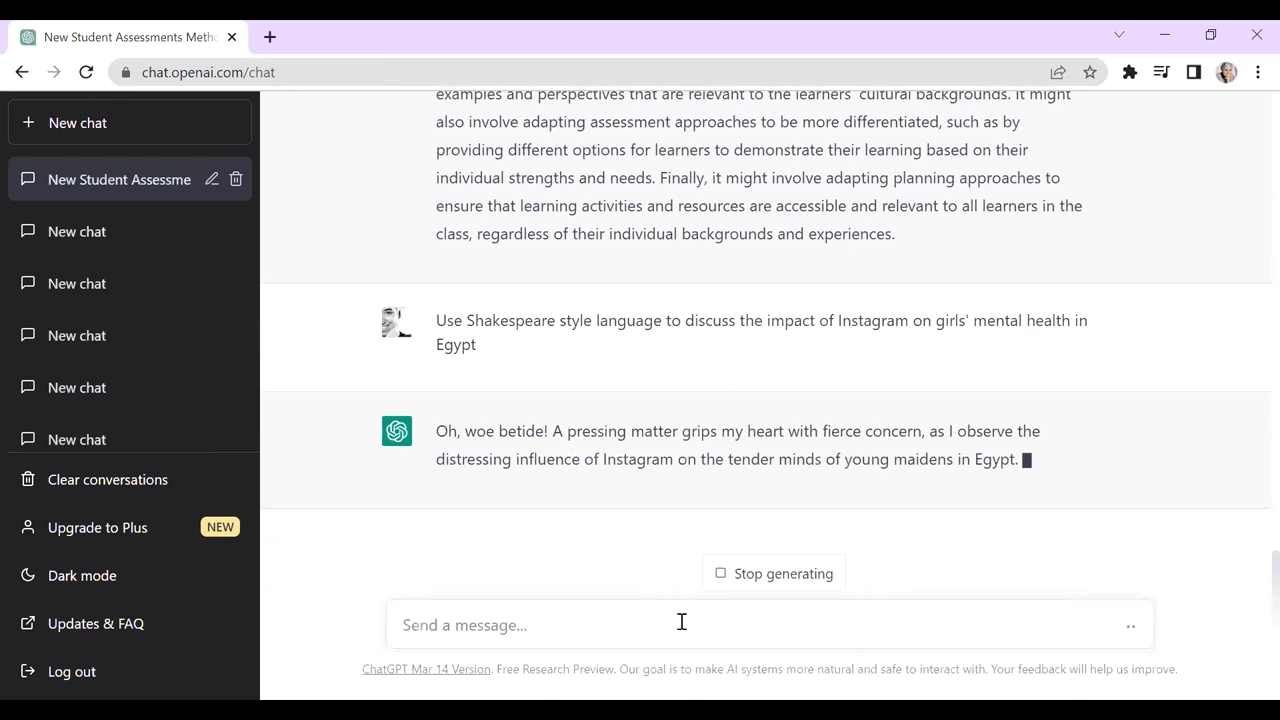 New Student Assessments Meth
chat.openai.com/chat
New chat
New Student Assessme
New chat
New chat
New chat
New chat
New chat
Clear conversations
Upgrade to Plus NEW
Dark mode
Updates & FAQ
Log out
examples and perspectives that are relevant to the learners' cultural backgrounds. It might
also involve adapting assessment approaches to be more differentiated, such as by
providing different options for learners to demonstrate their learning based on their
individual strengths and needs. Finally, it might involve adapting planning approaches to
ensure that learning activities and resources are accessible and relevant to all learners in the
class, regardless of their individual backgrounds and experiences.
Use Shakespeare style language to discuss the impact of Instagram on girls' mental health in
Egypt
Oh, woe betide! A pressing matter grips my heart with fierce concern, as I observe the
distressing influence of Instagram on the tender minds of young maidens in Egypt.
Stop generating
Send a message...
ChatGPT Mar 14 Version. Free Research Preview. Our goal is to make AI systems more natural and safe to interact with. Your feedback will help us improve.